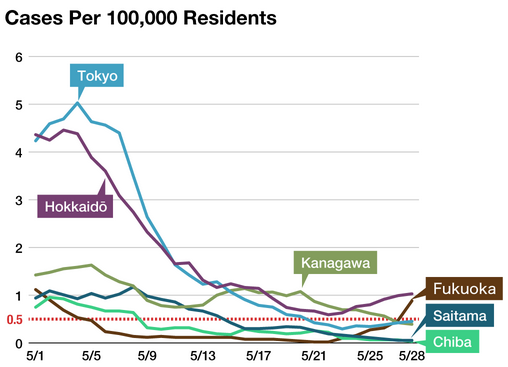 Cases Per 100,000 Residents
6
5
4
3
2
1
0.5
0
Tokyo
Hokkaidō
Kanagawa
Fukuoka
Saitama
Chiba
5/1 5/5 5/9 5/13 5/17 5/21 5/25 5/28